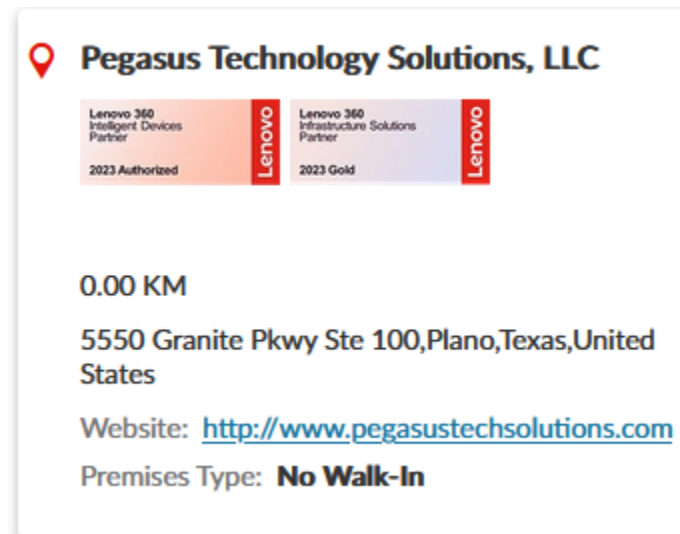 Pegasus Technology Solutions, LLC
Lenovo 360
Intelligent Devices
Partner
2023 Authorized
Lenovo
Lenovo 360
Infrastructure Solutions
Partner
2023 Gold
Lenovo
0.00 KM
5550 Granite Pkwy Ste 100,Plano,Texas,United
States
Website: http://www.pegasustechsolutions.com
Premises Type: No Walk-In